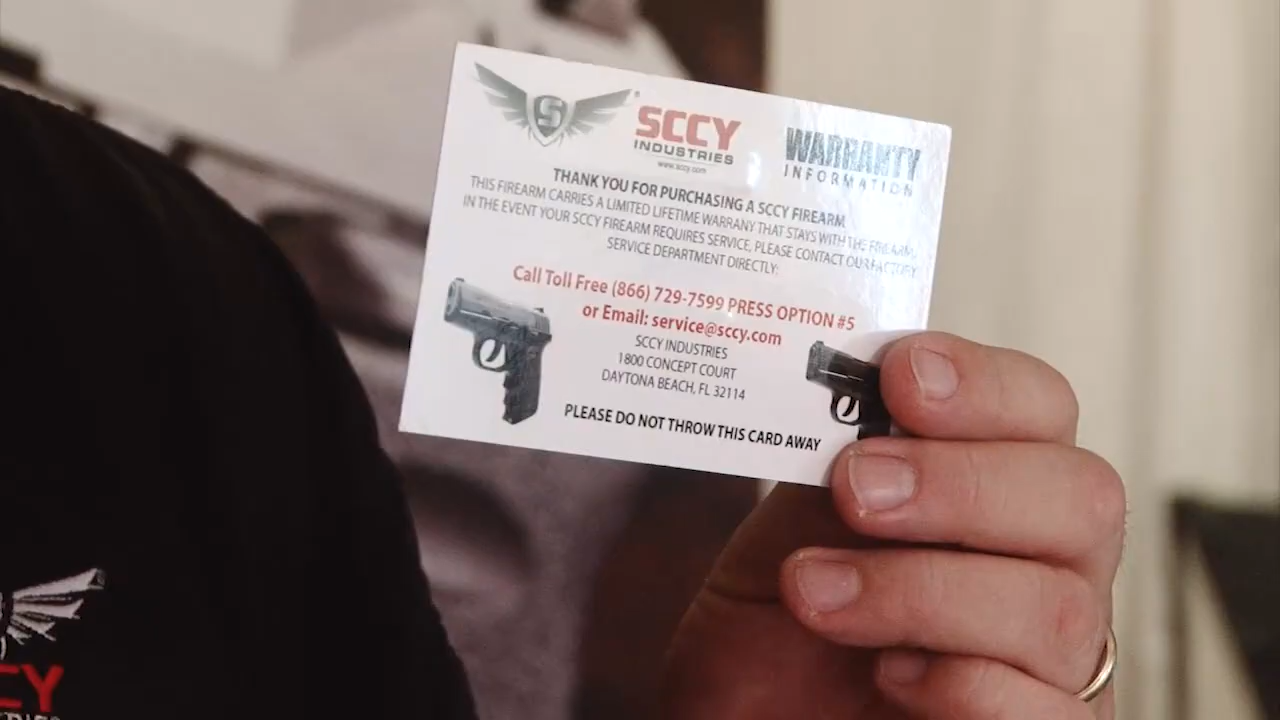 S
SCCY
INDUSTRIES
www.sccy.com
WARRANTY
INFORMATION
THANK YOU FOR PURCHASING A SCCY FIREARM
THIS FIREARM CARRIES A LIMITED LIFETIME WARRANTY THAT STAYS WITH THE FIREARM.
IN THE EVENT YOUR SCCY FIREARM REQUIRES SERVICE, PLEASE CONTACT OUR FACTORY
SERVICE DEPARTMENT DIRECTLY:
Call Toll Free (866) 729-7599 PRESS OPTION #5
or Email: service@sccy.com
SCCY INDUSTRIES
1800 CONCEPT COURT
DAYTONA BEACH, FL 32114
PLEASE DO NOT THROW THIS CARD AWAY
CY